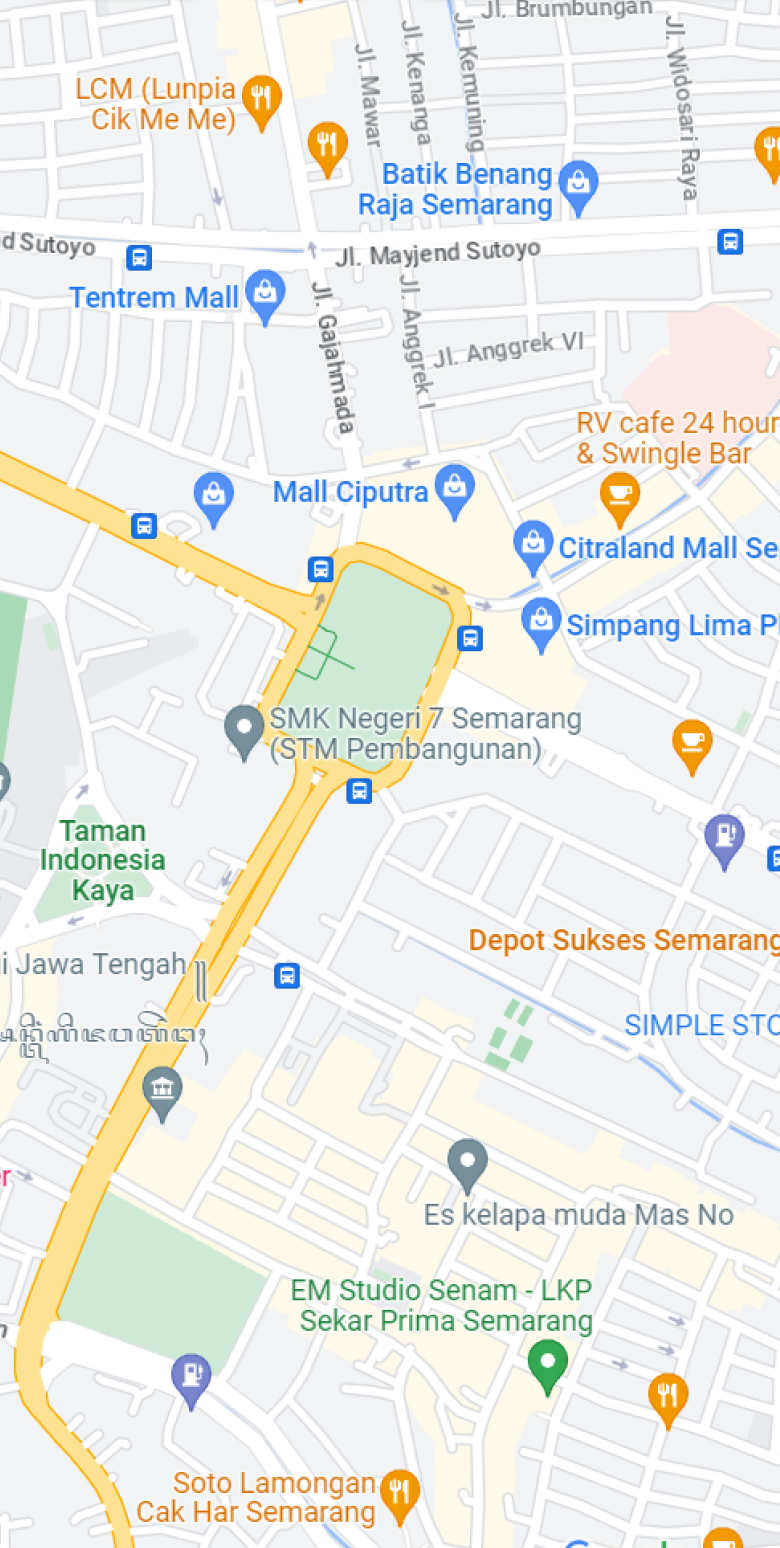 Jl. Brumbungan
Jl. Mawar
Jl. Kenanga
Jl. Kemuning
Jl. Widosari Raya
LCM (Lunpia
Cik Me Me)
Batik Benang
Raja Semarang
d Sutoyo
Jl. Mayjend Sutoyo
Tentrem Mall
Jl. Gajahmada
Jl. Anggrek I
Jl. Anggrek VI
RV cafe 24 hour
& Swingle Bar
Mall Ciputra
Citraland Mall Se
Simpang Lima Pl
SMK Negeri 7 Semarang
(STM Pembangunan)
Taman
Indonesia
Kaya
Depot Sukses Semarang
i Jawa Tengah
SIMPLE STO
er
Es kelapa muda Mas No
EM Studio Senam - LKP
Sekar Prima Semarang
n
Soto Lamongan
Cak Har Semarang